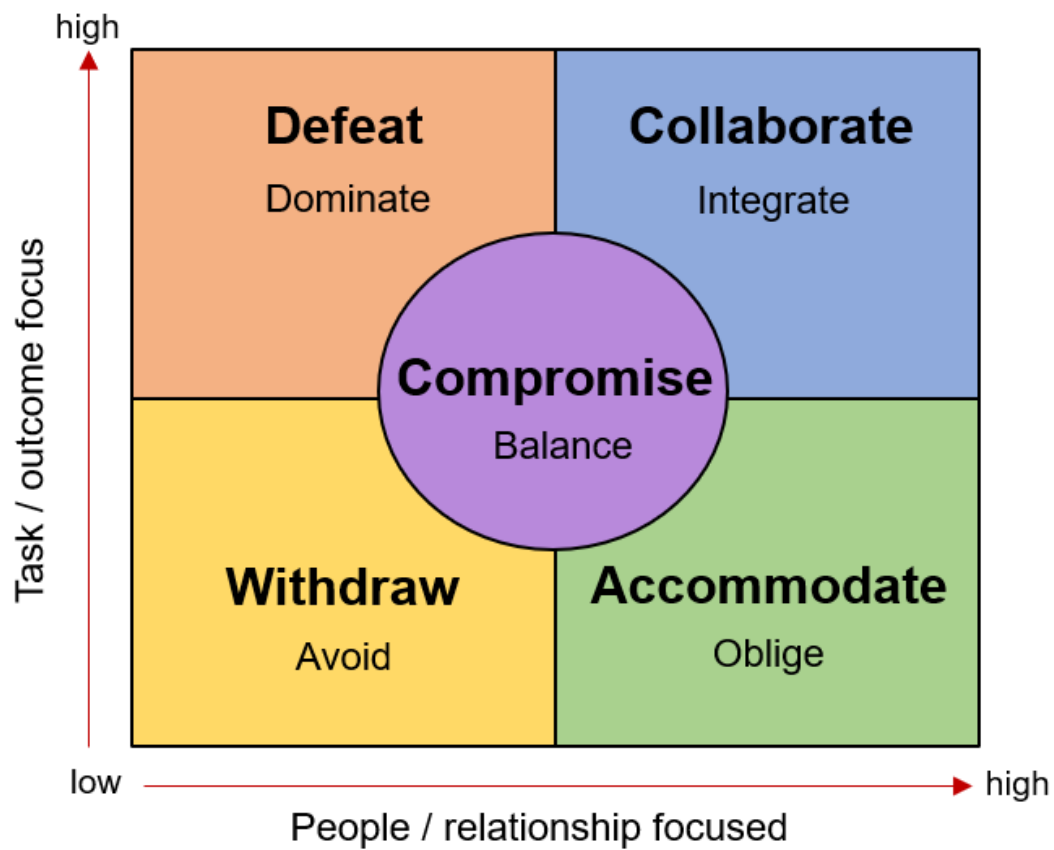 high
Defeat
Dominate
Collaborate
Integrate
Compromise
Balance
Withdraw
Avoid
Accommodate
Oblige
Task / outcome focus
low
high
People / relationship focused